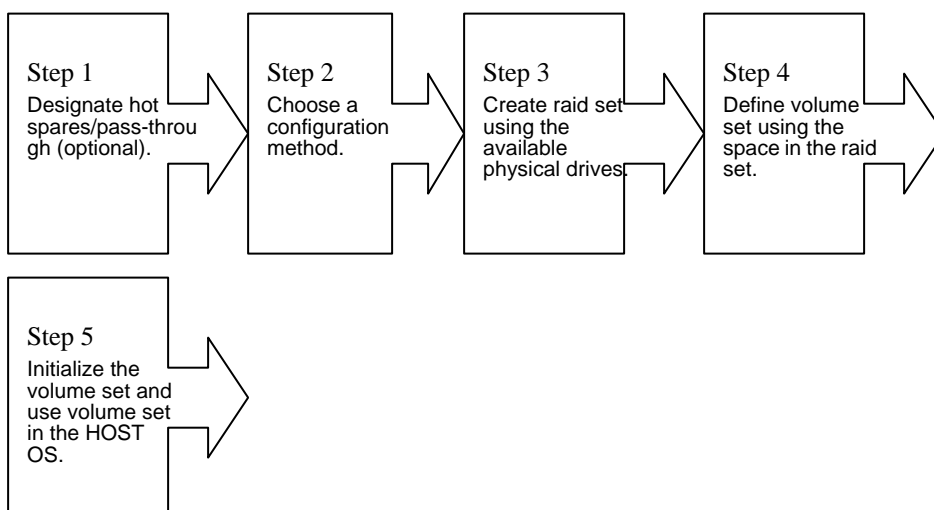 Step 1
Designate hot
spares/pass-throu
gh (optional).
Step 2
Choose a
configuration
method.
Step 3
Create raid set
using the
available
physical drives.
Step 4
Define volume
set using the
space in the raid
set.
Step 5
Initialize the
volume set and
use volume set
in the HOST
OS.